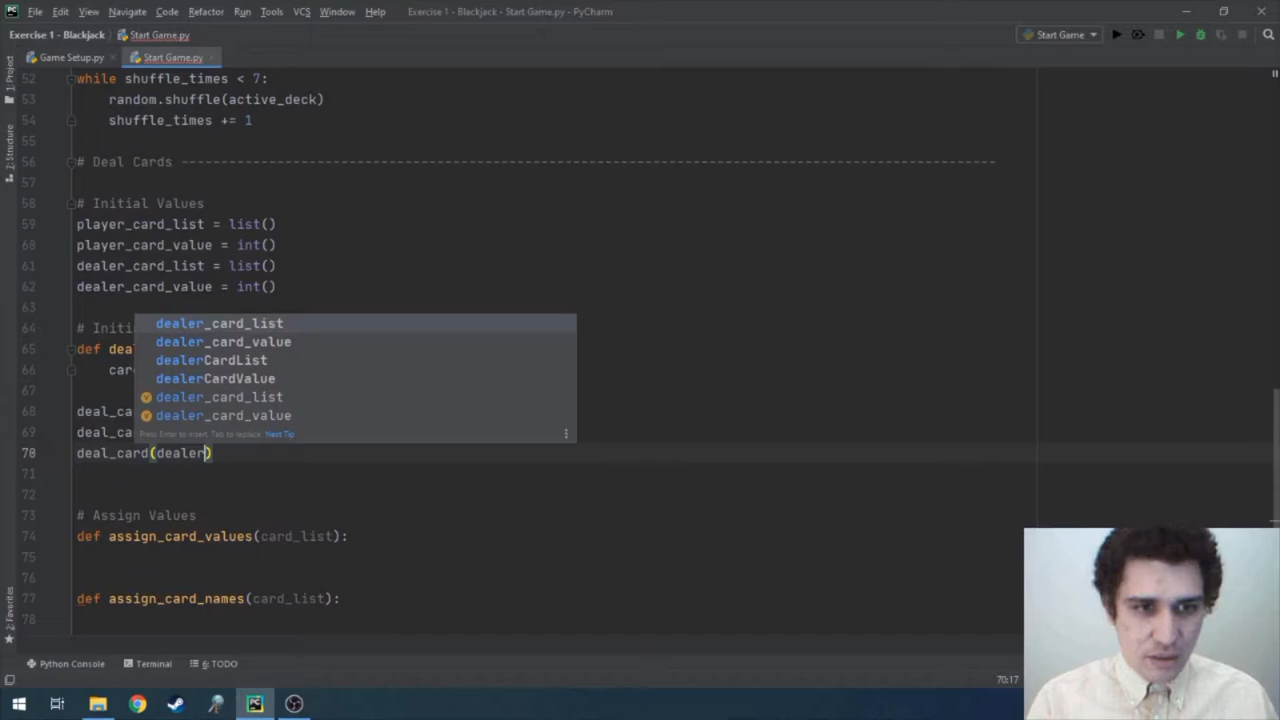 File Edit View Navigate Code Refactor Run Tools VCS Window Help Exercise 1 - Blackjack - Start Game.py - PyCharm
Exercise 1 - Blackjack Start Game.py Start Game
Game Setup.py Start Game.py
1: Project
7: Structure
2: Favorites
52 while shuffle_times < 7:
53 random.shuffle(active_deck)
54 shuffle_times += 1
55
56 # Deal Cards -------------------------------------------------------------------------------------------------------
57
58 # Initial Values
59 player_card_list = list()
60 player_card_value = int()
61 dealer_card_list = list()
62 dealer_card_value = int()
63
64 # Initi
65 def dea
66 car
67
68 deal_ca
69 deal_ca
70 deal_card(dealer)
71
72
73 # Assign Values
74 def assign_card_values(card_list):
75
76
77 def assign_card_names(card_list):
78
dealer_card_list
dealer_card_value
dealerCardList
dealerCardValue
dealer_card_list
dealer_card_value
Press Enter to insert, Tab to replace Next Tip
Python Console Terminal 6: TODO
70:17
PC